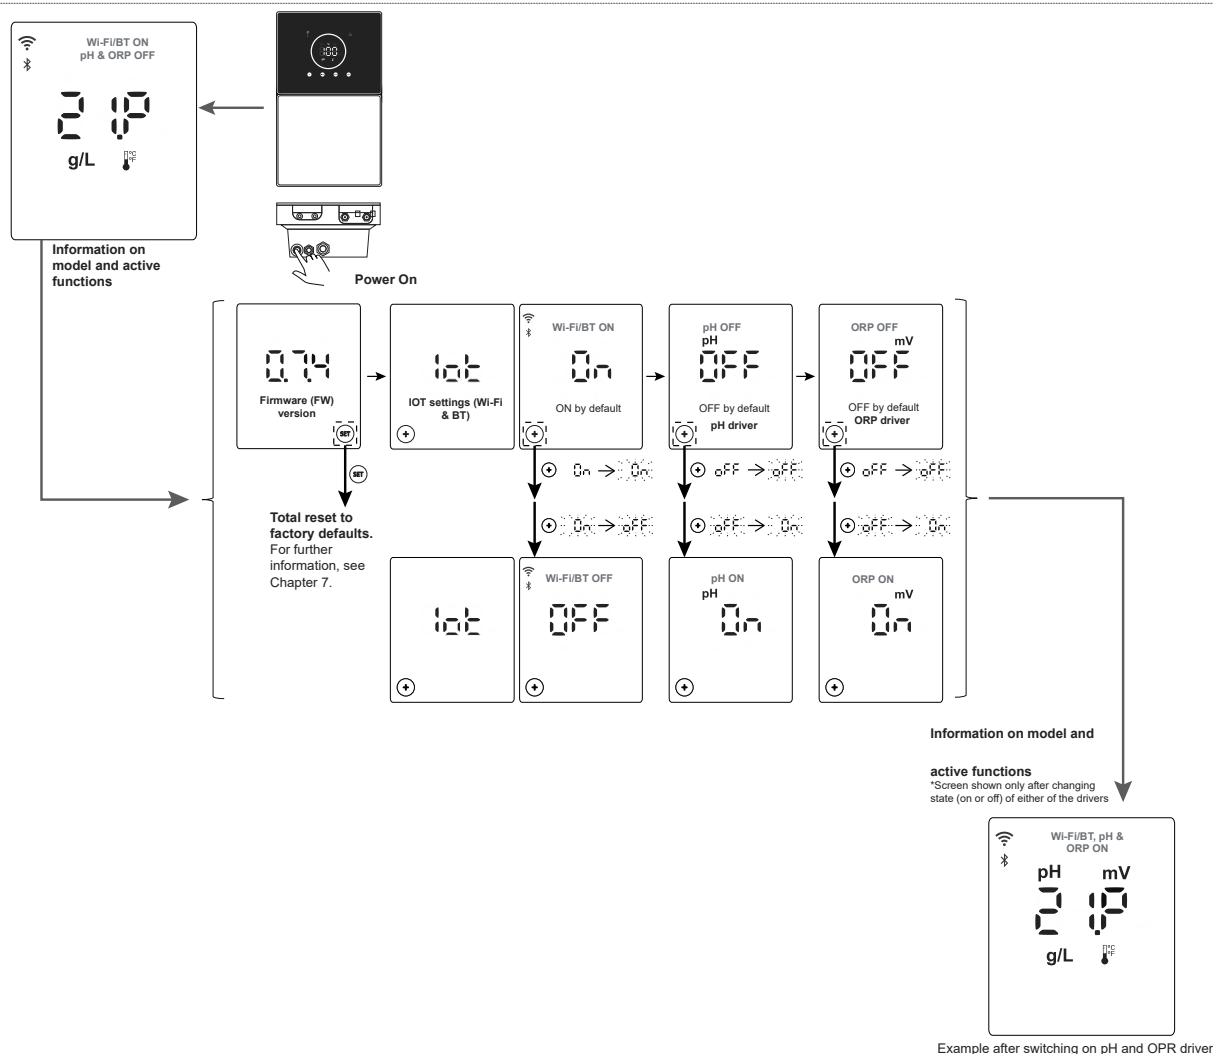 Wi-Fi/BT ON
pH & ORP OFF
21.P
g/L
°C
°F
100
Information on
model and active
functions
Power On
0.7.4
Firmware (FW)
version
SET
Iot
IOT settings (Wi-Fi
& BT)
Wi-Fi/BT ON
On
ON by default
pH OFF
pH
OFF
OFF by default
pH driver
ORP OFF
mV
OFF
OFF by default
ORP driver
SET
On → On
oFF → oFF
oFF → oFF
Total reset to
factory defaults.
For further
information, see
Chapter 7.
On → oFF
oFF → On
oFF → On
Iot
Wi-Fi/BT OFF
OFF
pH ON
pH
On
ORP ON
mV
On
Information on model and
active functions
*Screen shown only after changing
state (on or off) of either of the drivers
Wi-Fi/BT, pH &
ORP ON
pH mV
21.P
g/L
°C
°F
Example after switching on pH and OPR driver